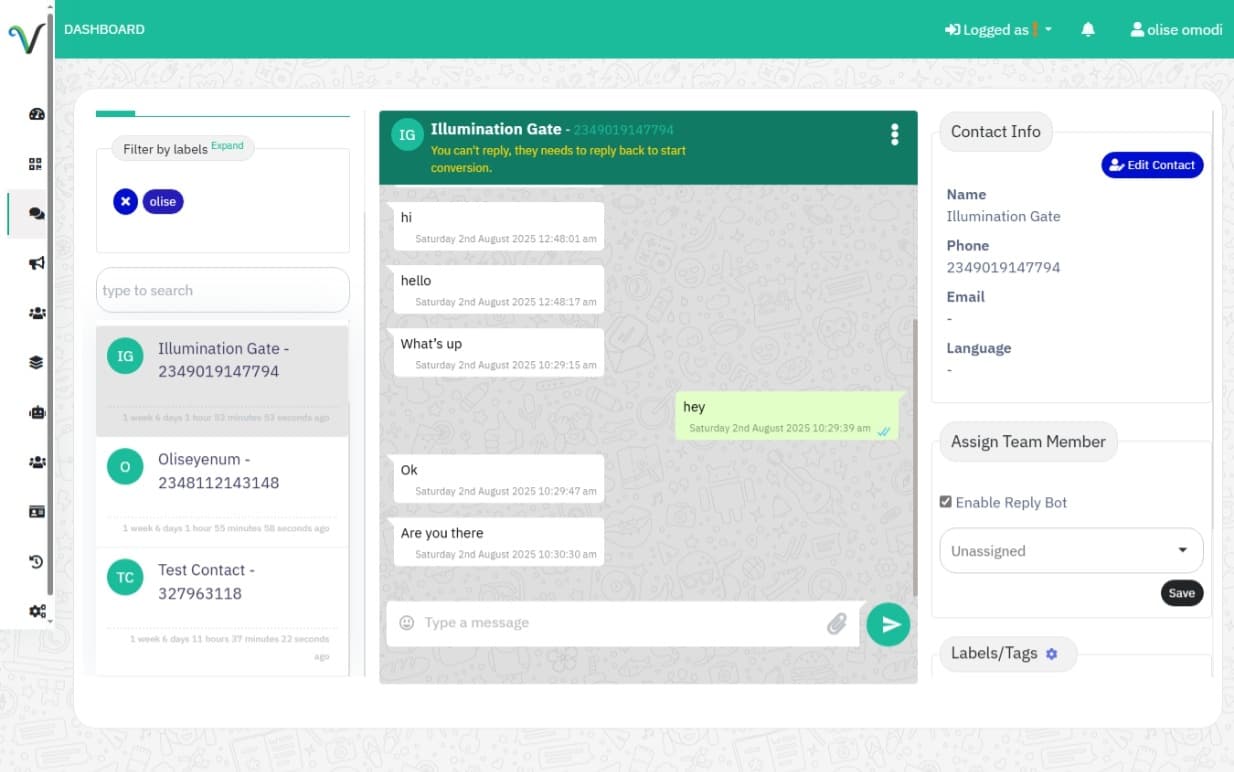 DASHBOARD
Logged as
olise omodi
Filter by labels Expand
olise
type to search
IG
Illumination Gate -
2349019147794
1 week 6 days 1 hour 53 minutes 53 seconds ago
O
Oliseyenum -
2348112143148
1 week 6 days 1 hour 55 minutes 58 seconds ago
TC
Test Contact -
327963118
1 week 6 days 11 hours 37 minutes 22 seconds
ago
IG
Illumination Gate - 2349019147794
You can't reply, they needs to reply back to start
conversion.
hi
Saturday 2nd August 2025 12:48:01 am
hello
Saturday 2nd August 2025 12:48:17 am
What's up
Saturday 2nd August 2025 10:29:15 am
hey
Saturday 2nd August 2025 10:29:39 am
Ok
Saturday 2nd August 2025 10:29:47 am
Are you there
Saturday 2nd August 2025 10:30:30 am
Type a message
Contact Info
Edit Contact
Name
Illumination Gate
Phone
2349019147794
Email
-
Language
-
Assign Team Member
Enable Reply Bot
Unassigned
Save
Labels/Tags